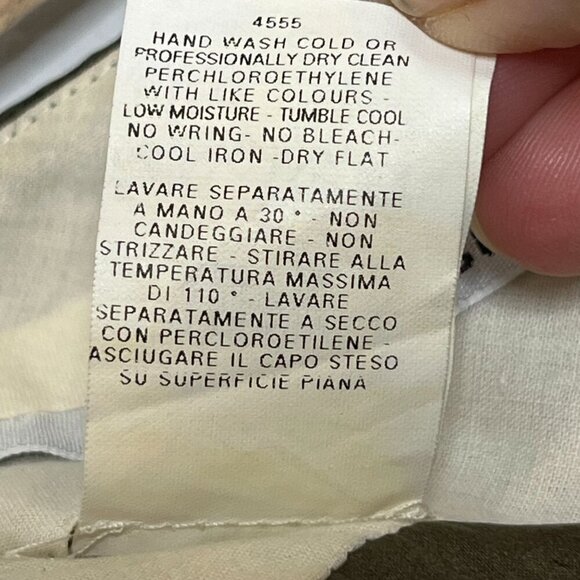 4555
HAND WASH COLD OR
PROFESSIONALLY DRY CLEAN
PERCHLOROETHYLENE
WITH LIKE COLOURS -
LOW MOISTURE - TUMBLE COOL
NO WRING- NO BLEACH-
COOL IRON -DRY FLAT
LAVARE SEPARATAMENTE
A MANO A 30 ° - NON
CANDEGGIARE - NON
STRIZZARE - STIRARE ALLA
TEMPERATURA MASSIMA
DI 110 ° - LAVARE
SEPARATAMENTE A SECCO
CON PERCLOROETILENE -
ASCIUGARE IL CAPO STESO
SU SUPERFICIE PIANA